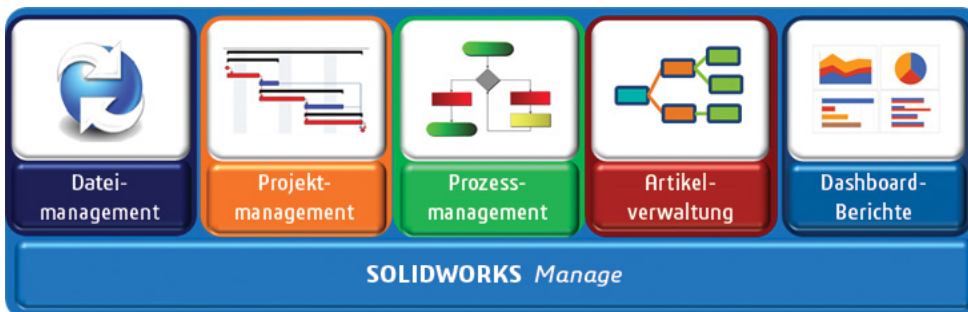 Datei-
management
Projekt-
management
Prozess-
management
Artikel-
verwaltung
Dashboard-
Berichte
SOLIDWORKS Manage